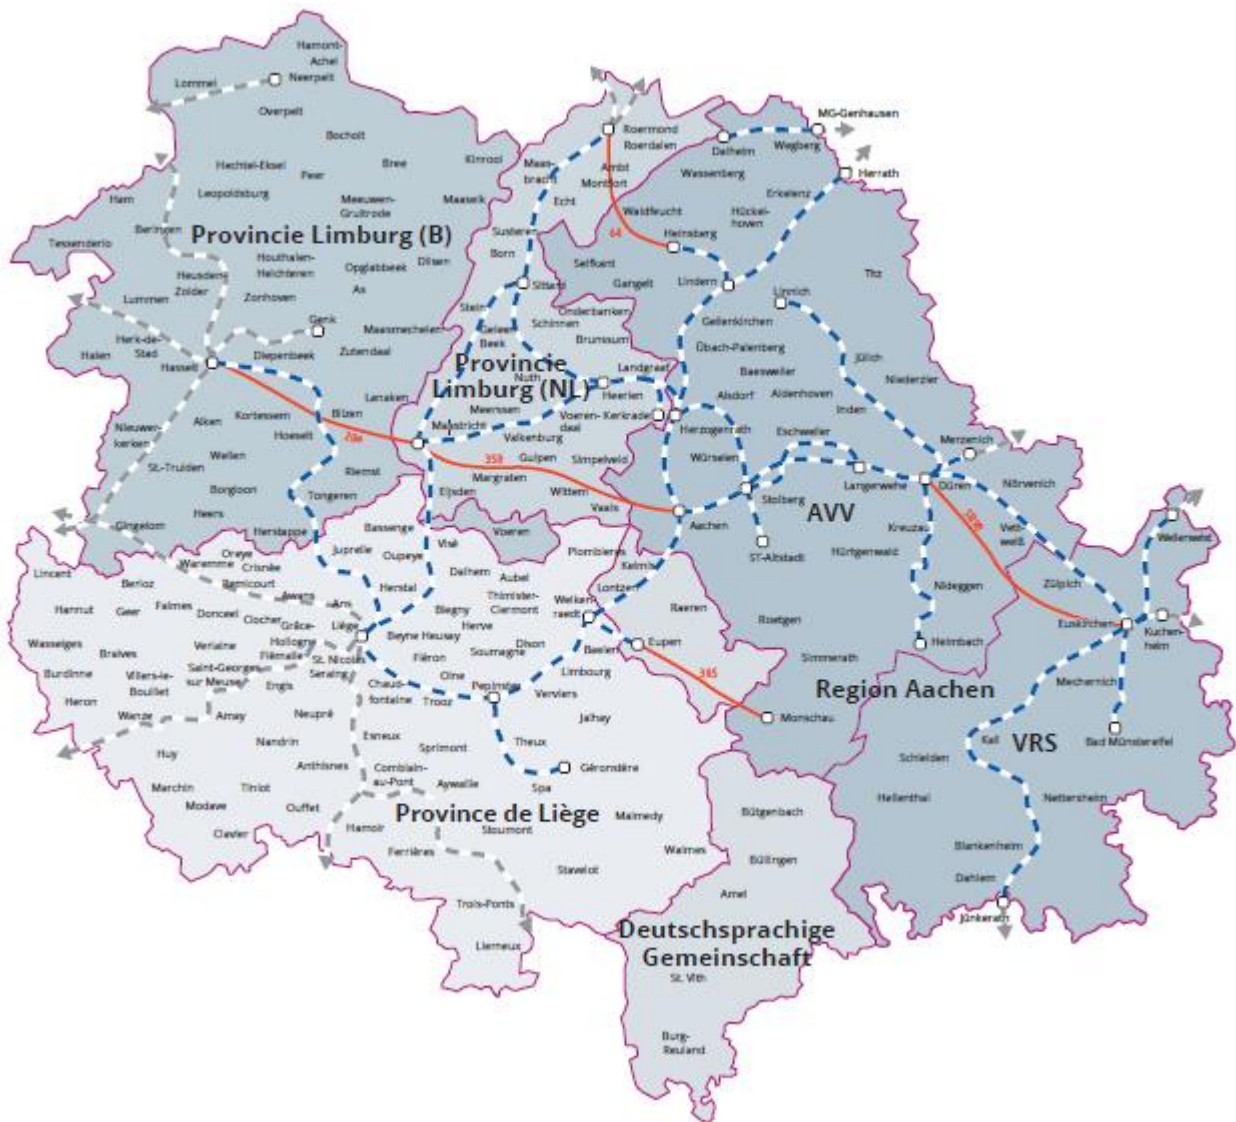 Hamont-
Achel
Neerpelt
Lommel
Overpelt
Bocholt
Hechtel-Eksel
Peer
Bree
Kinrooi
Leopoldsburg
Ham
Meeuwen-
Gruitrode
Maaseik
Beringen
Provincie Limburg (B)
Tessenderlo
Houthalen-
Helchteren
Opglabbeek
Dilsen
Heusden-
Zolder
As
Lummen
Zonhoven
Genk
Maasmechelen
Herk-de-
Stad
Halen
Hasselt
Diepenbeek
Zutendaal
Lanaken
Kortessem
Bilzen
Alken
Hoeselt
20a
Nieuwer-
kerken
St.-Truiden
Wellen
Riemst
Borgloon
Tongeren
Heers
Gingelom
Herstappe
Roermond
Roerdalen
Maas-
bracht
Ambt
Montfort
Echt
Susteren
Born
Sittard
64
Stein
Schinnen
Onderbanken
Geleen
Beek
Brunssum
Provincie
Limburg (NL)
Nuth
Landgraaf
Heerlen
Meerssen
Voeren-
daal
Kerkrade
Maastricht
Valkenburg
350
Gulpen
Simpelveld
Margraten
Eijsden
Wittem
Vaals
Voeren
MG-Genhausen
Dalheim
Wegberg
Herrath
Wassenberg
Erkelenz
Waldfeucht
Hückel-
hoven
Heinsberg
Selfkant
Gangelt
Lindern
Titz
Linnich
Geilenkirchen
Übach-Palenberg
Jülich
Baesweiler
Niederzier
Alsdorf
Aldenhoven
Inden
Herzogenrath
Eschweiler
Merzenich
Würselen
Langerwehe
Düren
Nörvenich
Stolberg
AVV
Aachen
Kreuzau
Vett-
weiß
Weilerswist
ST-Altstadt
Hürtgenwald
Zülpich
Nideggen
Euskirchen
Kuchen-
heim
Roetgen
Heimbach
Simmerath
Region Aachen
Mechernich
Monschau
Kall
VRS
Bad Münstereifel
Schleiden
Hellenthal
Nettersheim
Blankenheim
Dahlem
Jünkerath
Bassenge
Visé
Plombières
Oreye
Crisnée
Juprelle
Oupeye
Kelmis
Lincent
Waremme
Remicourt
Dalhem
Aubel
Lontzen
Berloz
Awans
Ans
Herstal
Thimister-
Clermont
Raeren
Hannut
Geer
Faimes
Donceel
Blegny
Welken-
raedt
Grâce-
Hollogne
Liège
Herve
Wasseiges
Verlaine
Beyne Heusay
Dhon
Baelen
Eupen
Braives
Flémalle
St. Nicolas
Soumagne
Burdinne
Villers-le-
Bouillet
Saint-Georges
sur Meuse
Seraing
Fléron
Olne
Limbourg
385
Engis
Chaud-
fontaine
Trooz
Pepinster
Verviers
Heron
Wanze
Amay
Neupré
Jalhay
Esneux
Theux
Huy
Nandrin
Sprimont
Géronstère
Anthisnes
Comblain-
au-Pont
Aywaille
Spa
Marchin
Tinlot
Modave
Ouffet
Province de Liège
Malmedy
Clavier
Hamoir
Stoumont
Ferrières
Waimes
Stavelot
Trois-Ponts
Lierneux
Bütgenbach
Büllingen
Amel
Deutschsprachige
Gemeinschaft
St. Vith
Burg-
Reuland